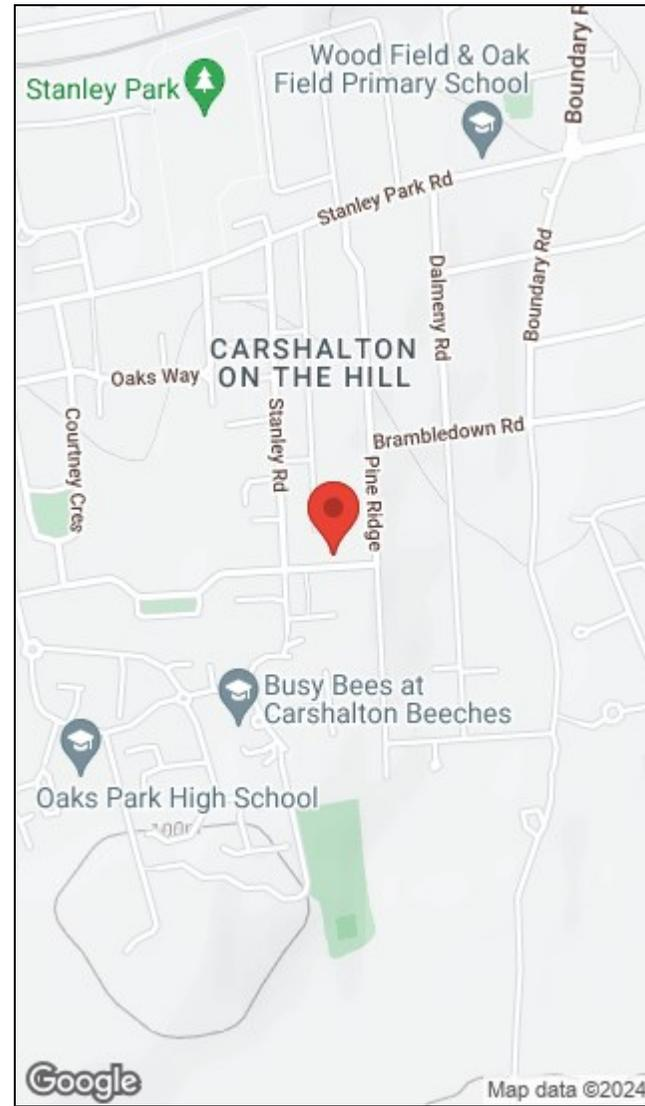 Wood Field & Oak
Field Primary School
Stanley Park
Boundary R
Stanley Park Rd
Dalmeny Rd
Boundary Rd
CARSHALTON
ON THE HILL
Oaks Way
Courtney Cres
Stanley Rd
Brambledown Rd
Pine Ridge
Busy Bees at
Carshalton Beeches
Oaks Park High School
100m
Google
Map data ©2024